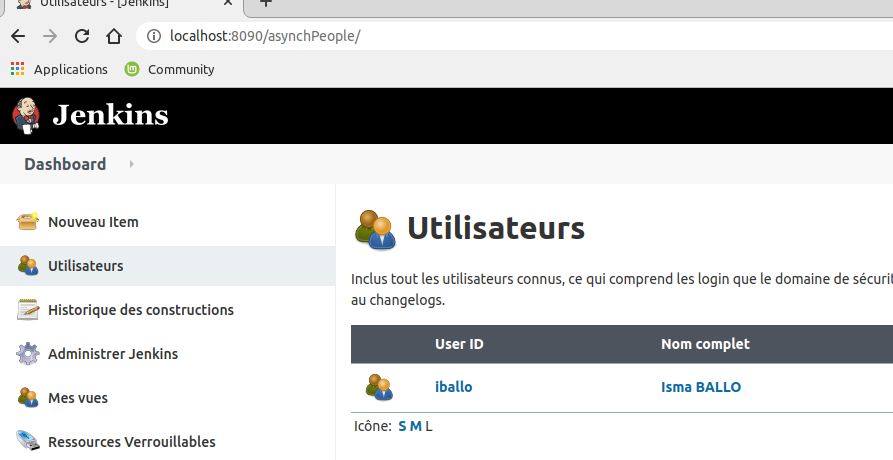 Utilisateurs - [Jenkins]
localhost:8090/asynchPeople/
Applications Community
Jenkins
Dashboard
Nouveau Item
Utilisateurs
Historique des constructions
Administrer Jenkins
Mes vues
Ressources Verrouillables
Utilisateurs
Inclus tout les utilisateurs connus, ce qui comprend les login que le domaine de sécurit
au changelogs.
User ID Nom complet
iballo Isma BALLO
Icône: S M L